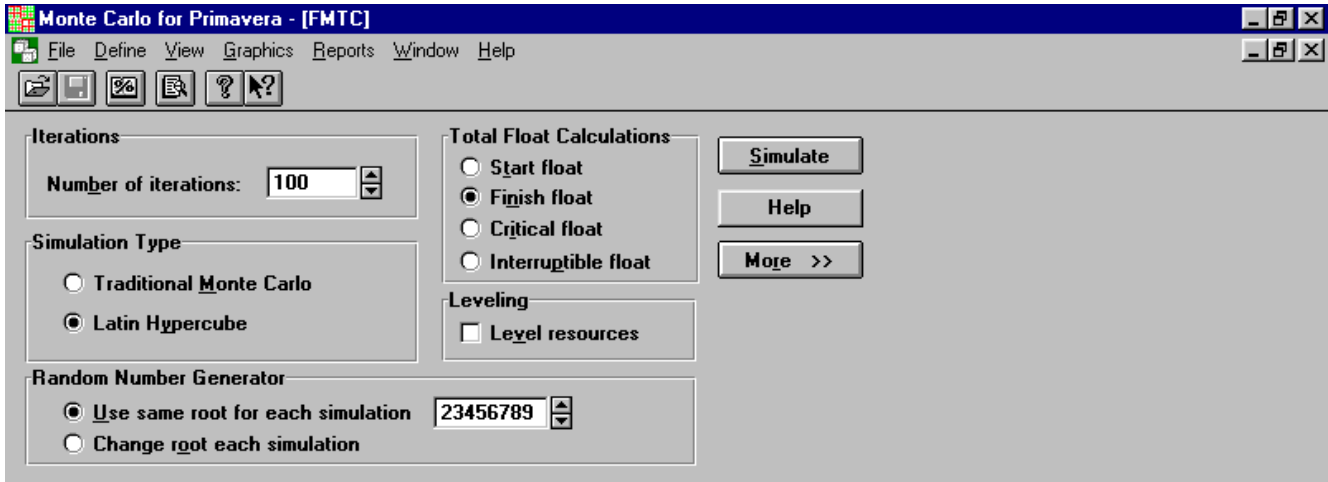 Monte Carlo for Primavera - [FMTC]
File Define View Graphics Reports Window Help
Iterations
Number of iterations: 100
Simulation Type
Traditional Monte Carlo
Latin Hypercube
Total Float Calculations
Start float
Finish float
Critical float
Interruptible float
Leveling
Level resources
Random Number Generator
Use same root for each simulation 23456789
Change root each simulation
Simulate
Help
More >>